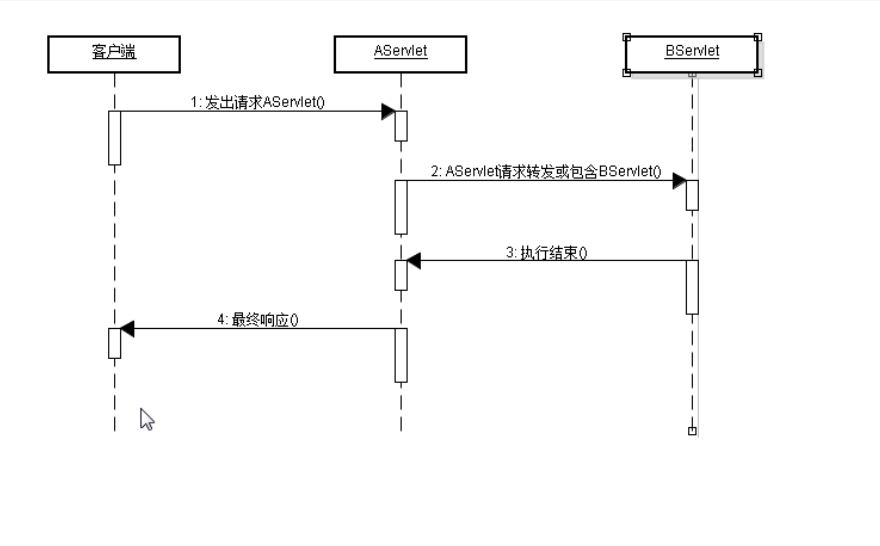 客户端
AServlet
BServlet
1: 发出请求AServlet()
2: AServlet请求转发或包含BServlet()
3: 执行结束()
4: 最终响应()